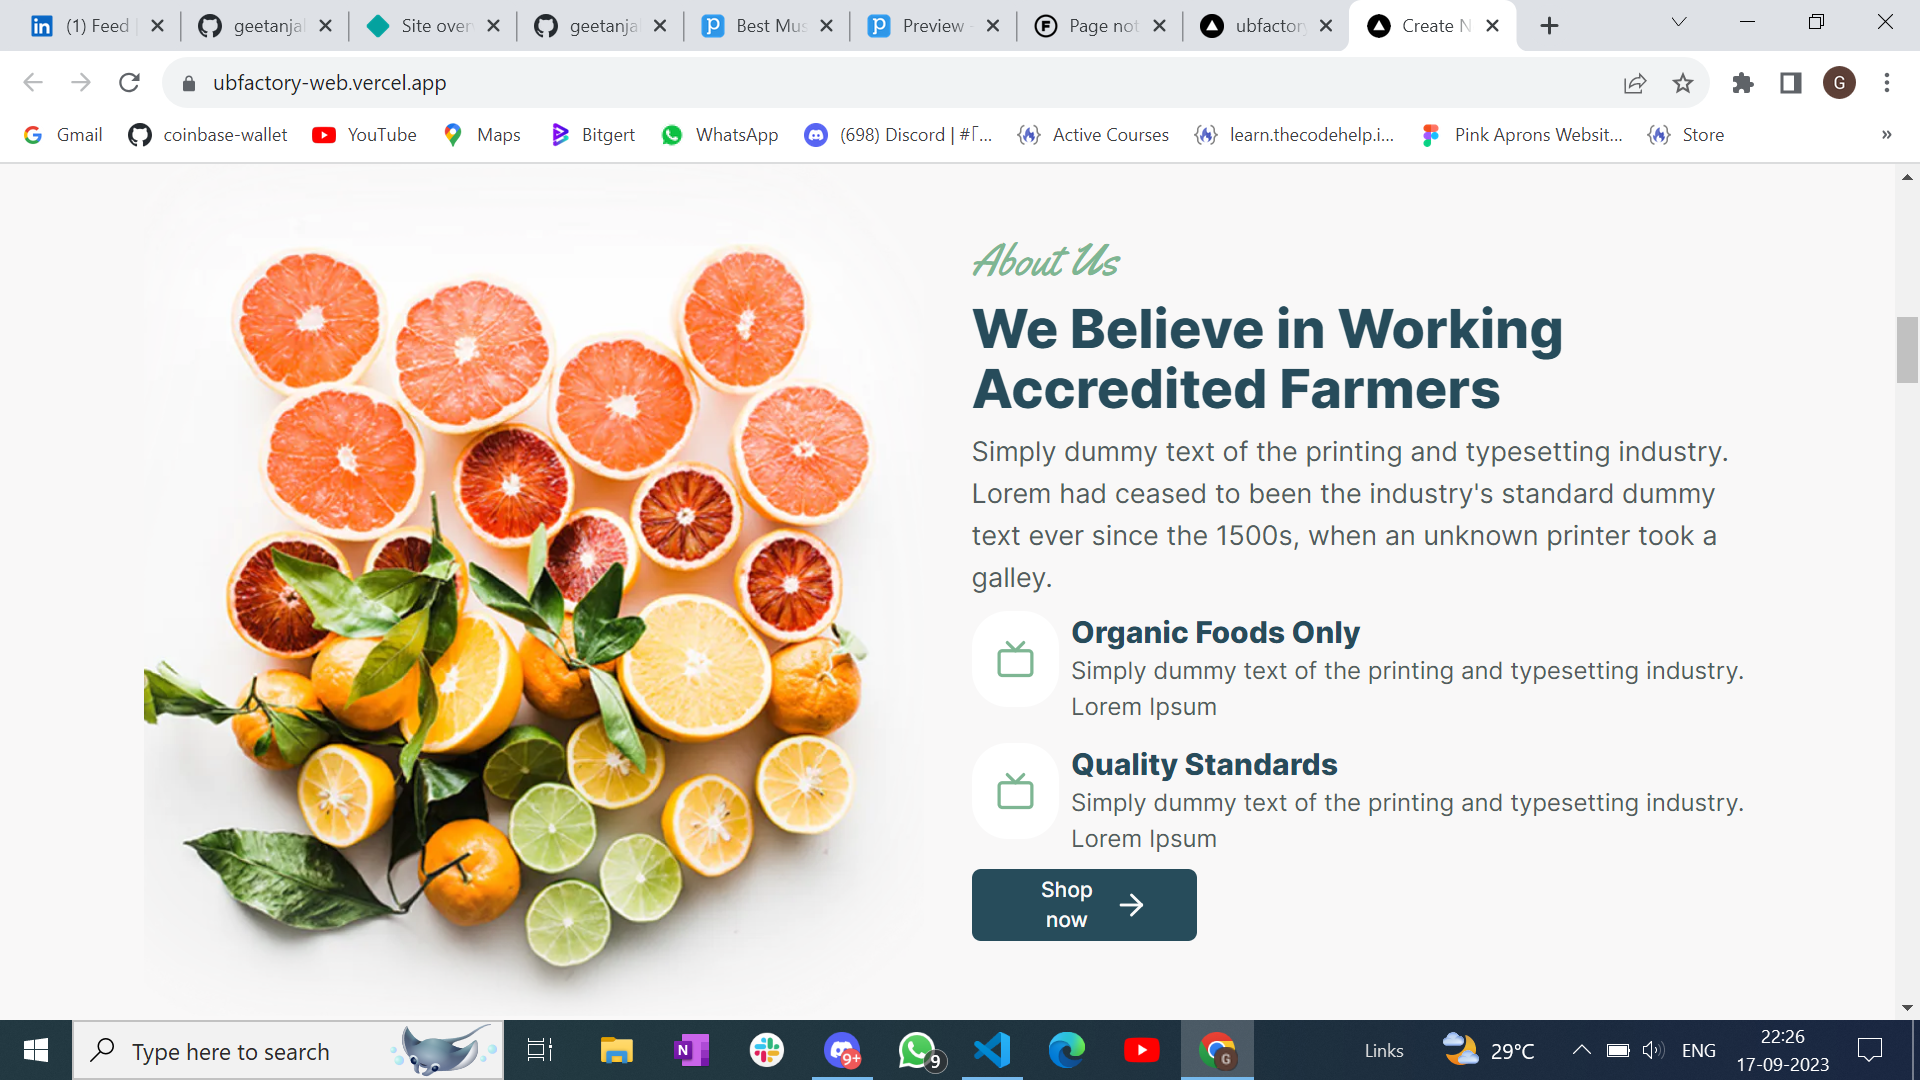 (1) Feed
geetanja
Site over
geetanja
Best Mus
Preview -
Page not
ubfactory
Create N
ubfactory-web.vercel.app
G
Gmail
coinbase-wallet
YouTube
Maps
Bitgert
WhatsApp
(698) Discord | #
Active Courses
learn.thecodehelp.i...
Pink Aprons Websit...
Store
»
About Us
We Believe in Working
Accredited Farmers
Simply dummy text of the printing and typesetting industry.
Lorem had ceased to been the industry's standard dummy
text ever since the 1500s, when an unknown printer took a
galley.
Organic Foods Only
Simply dummy text of the printing and typesetting industry.
Lorem Ipsum
Quality Standards
Simply dummy text of the printing and typesetting industry.
Lorem Ipsum
Shop
now
Type here to search
9+
9
G
Links
29°C
ENG
22:26
17-09-2023